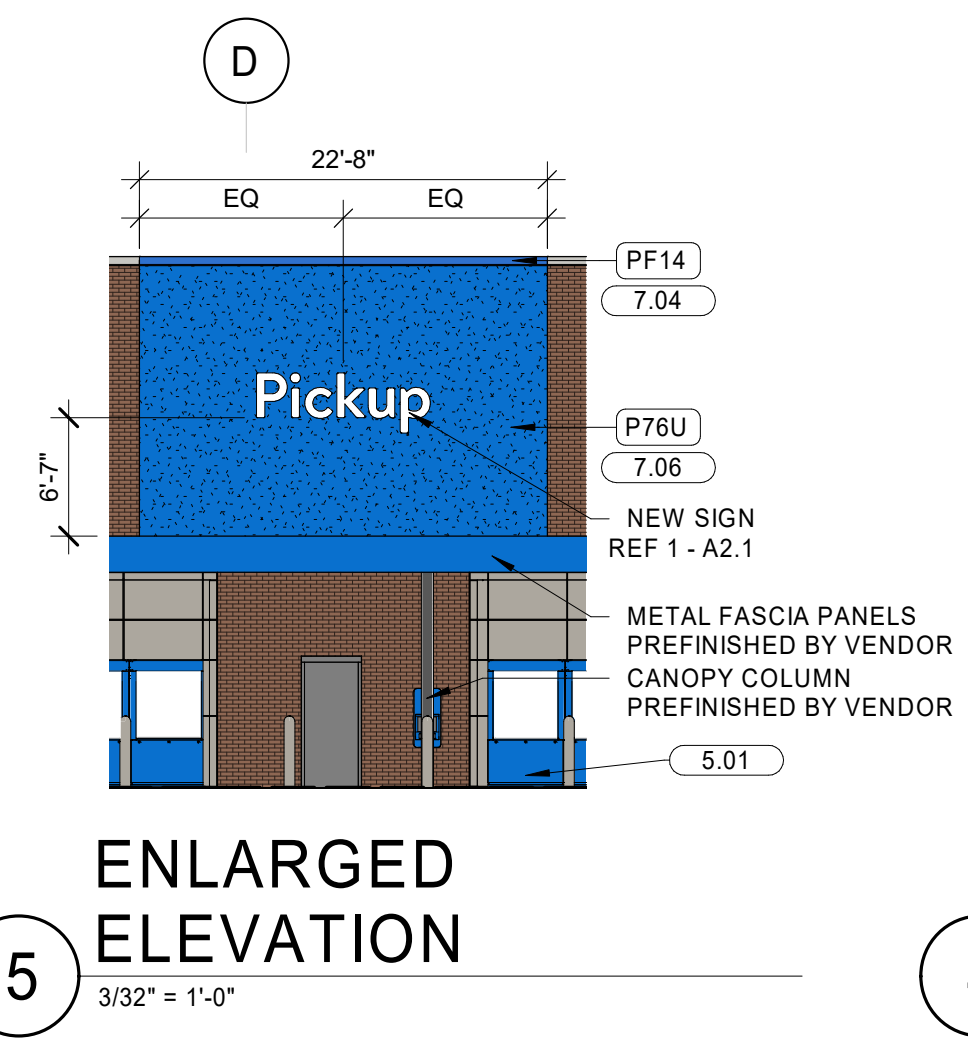 D
22'-8"
EQ
EQ
PF14
7.04
Pickup
P76U
7.06
6'-7"
NEW SIGN
REF 1 - A2.1
METAL FASCIA PANELS
PREFINISHED BY VENDOR
CANOPY COLUMN
PREFINISHED BY VENDOR
5.01
ENLARGED
ELEVATION
5
3/32" = 1'-0"